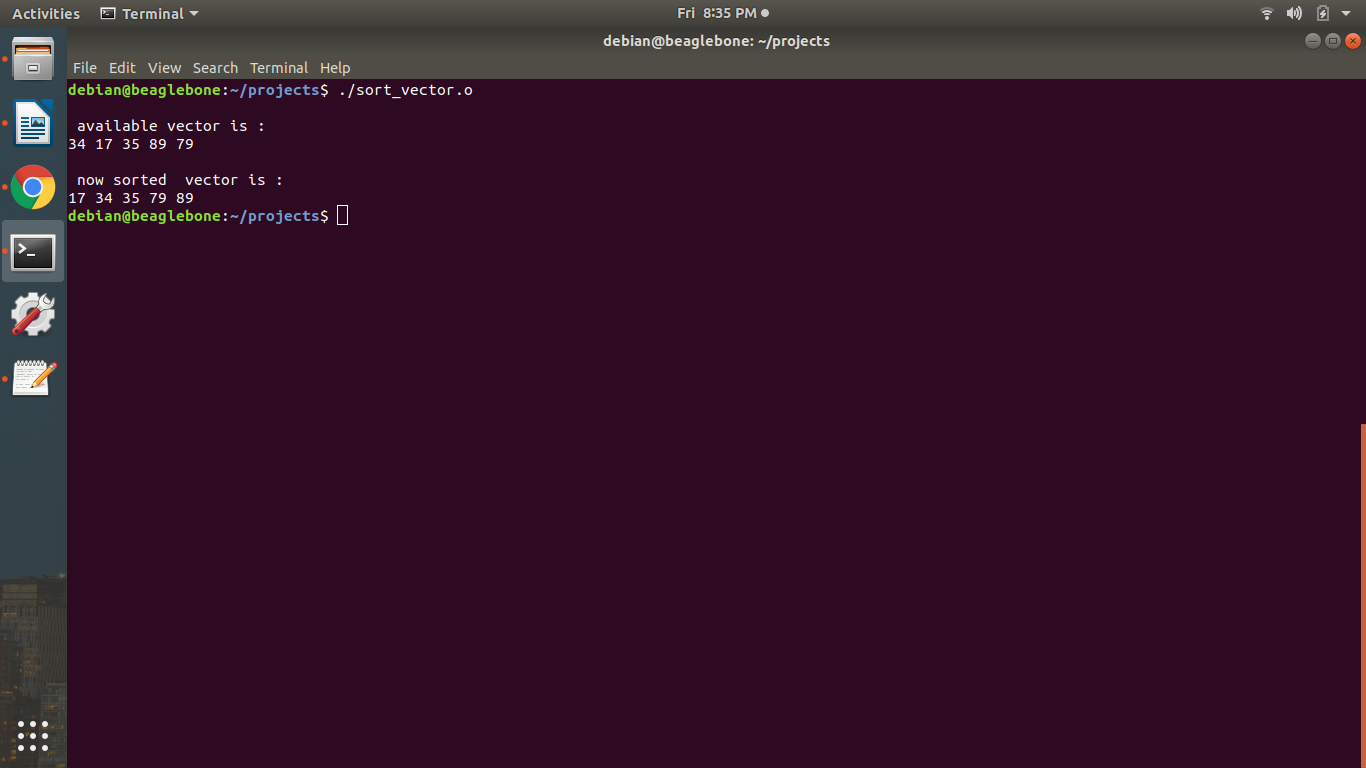 Activities Terminal Fri 8:35 PM
debian@beaglebone: ~/projects
File Edit View Search Terminal Help
debian@beaglebone:~/projects$ ./sort_vector.o
available vector is :
34 17 35 89 79
now sorted  vector is :
17 34 35 79 89
debian@beaglebone:~/projects$